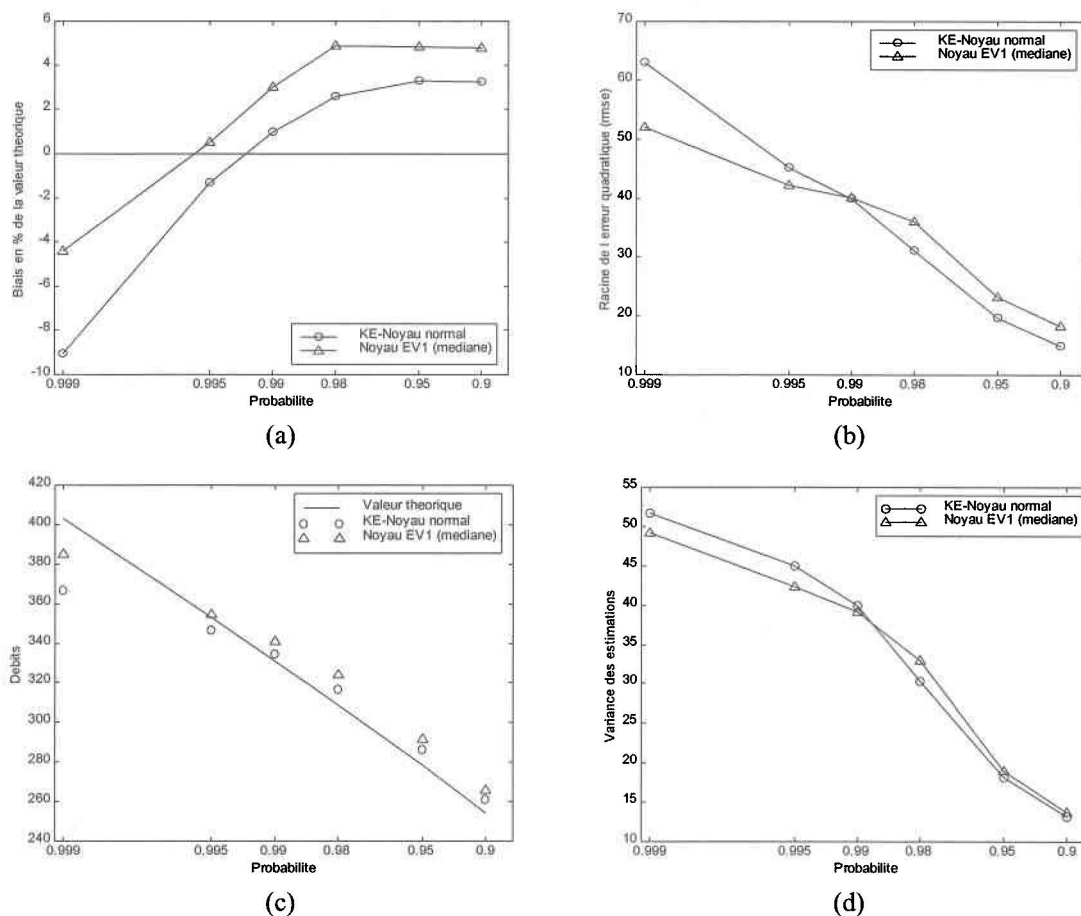 6
4
2
0
-2
-4
-6
-8
-10
Biais en % de la valeur theorique
KE-Noyau normal
Noyau EV1 (mediane)
0.999
0.995
0.99
0.98
0.95
0.9
Probabilite
(a)
70
60
50
40
30
20
10
Racine de l erreur quadratique (rmse)
KE-Noyau normal
Noyau EV1 (mediane)
0.999
0.995
0.99
0.98
0.95
0.9
Probabilite
(b)
420
400
380
360
340
320
300
280
260
240
Debits
Valeur theorique
KE-Noyau normal
Noyau EV1 (mediane)
0.999
0.995
0.99
0.98
0.95
0.9
Probabilite
(c)
55
50
45
40
35
30
25
20
15
10
Variance des estimations
KE-Noyau normal
Noyau EV1 (mediane)
0.999
0.995
0.99
0.98
0.95
0.9
Probabilite
(d)